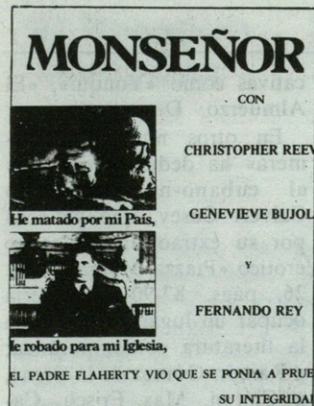 MONSEÑOR
CON
CHRISTOPHER REEV
He matado por mi País,
GENEVIEVE BUJOL
Y
le robado para mi Iglesia,
FERNANDO REY
EL PADRE FLAHERTY VIO QUE SE PONIA A PRUE
SU INTEGRIDAD